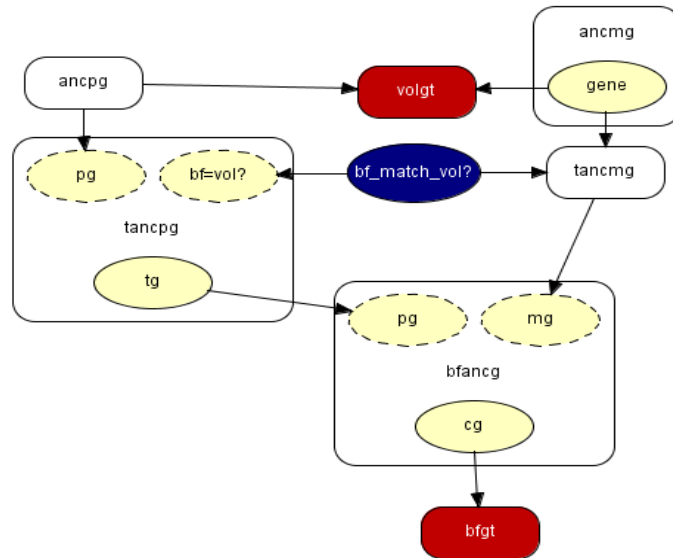 ancmg
ancpg
volgt
gene
pg
bf=vol?
bf_match_vol?
tancmg
tancpg
tg
pg
mg
bfancg
cg
bfgt